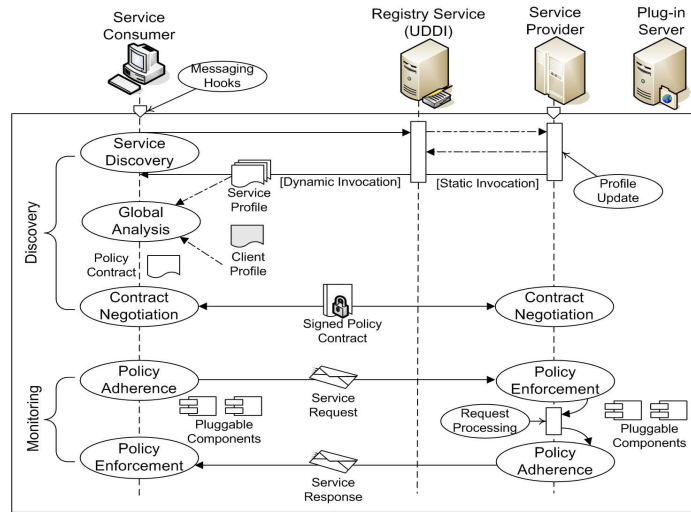 Service
Consumer
Registry Service
(UDDI)
Service
Provider
Plug-in
Server
Messaging
Hooks
Service
Discovery
[Dynamic Invocation]
[Static Invocation]
Service
Profile
Profile
Update
Global
Analysis
Client
Profile
Policy
Contract
Discovery
Contract
Negotiation
Signed Policy
Contract
Contract
Negotiation
Policy
Adherence
Service
Request
Policy
Enforcement
Pluggable
Components
Request
Processing
Pluggable
Components
Monitoring
Policy
Enforcement
Service
Response
Policy
Adherence